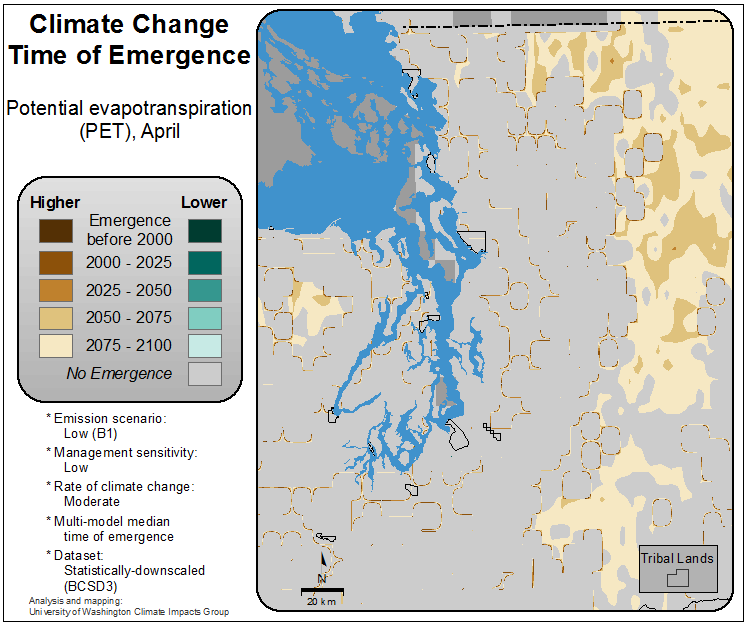 Climate Change
Time of Emergence
Potential evapotranspiration
(PET), April
Higher
Lower
Emergence
before 2000
2000 - 2025
2025 - 2050
2050 - 2075
2075 - 2100
No Emergence
* Emission scenario:
Low (B1)
* Management sensitivity:
Low
* Rate of climate change:
Moderate
* Multi-model median
time of emergence
* Dataset:
Statistically-downscaled
(BCSD3)
Analysis and mapping:
University of Washington Climate Impacts Group
N
20 km
Tribal Lands